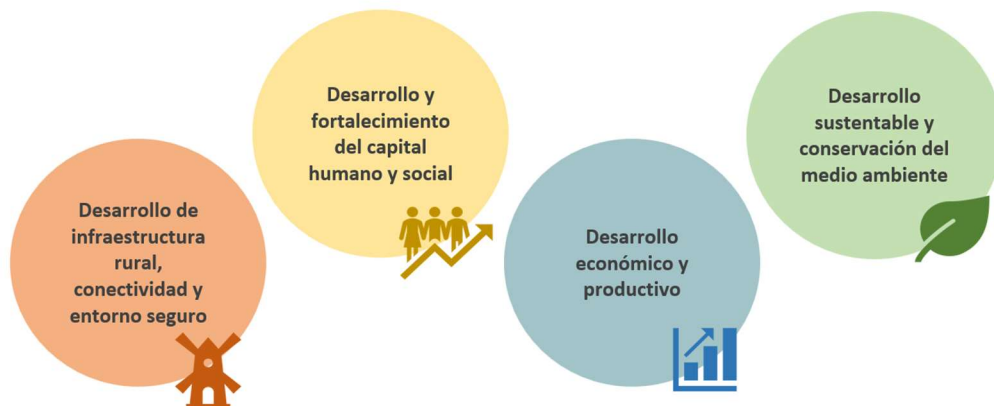 Desarrollo de
infraestructura
rural,
conectividad y
entorno seguro
Desarrollo y
fortalecimiento
del capital
humano y social
Desarrollo
económico y
productivo
Desarrollo
sustentable y
conservación del
medio ambiente